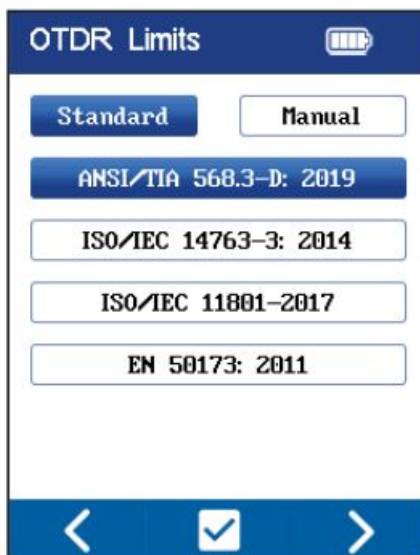 OTDR Limits
Standard Manual
ANSI/TIA 568.3-D: 2019
ISO/IEC 14763-3: 2014
ISO/IEC 11801-2017
EN 50173: 2011